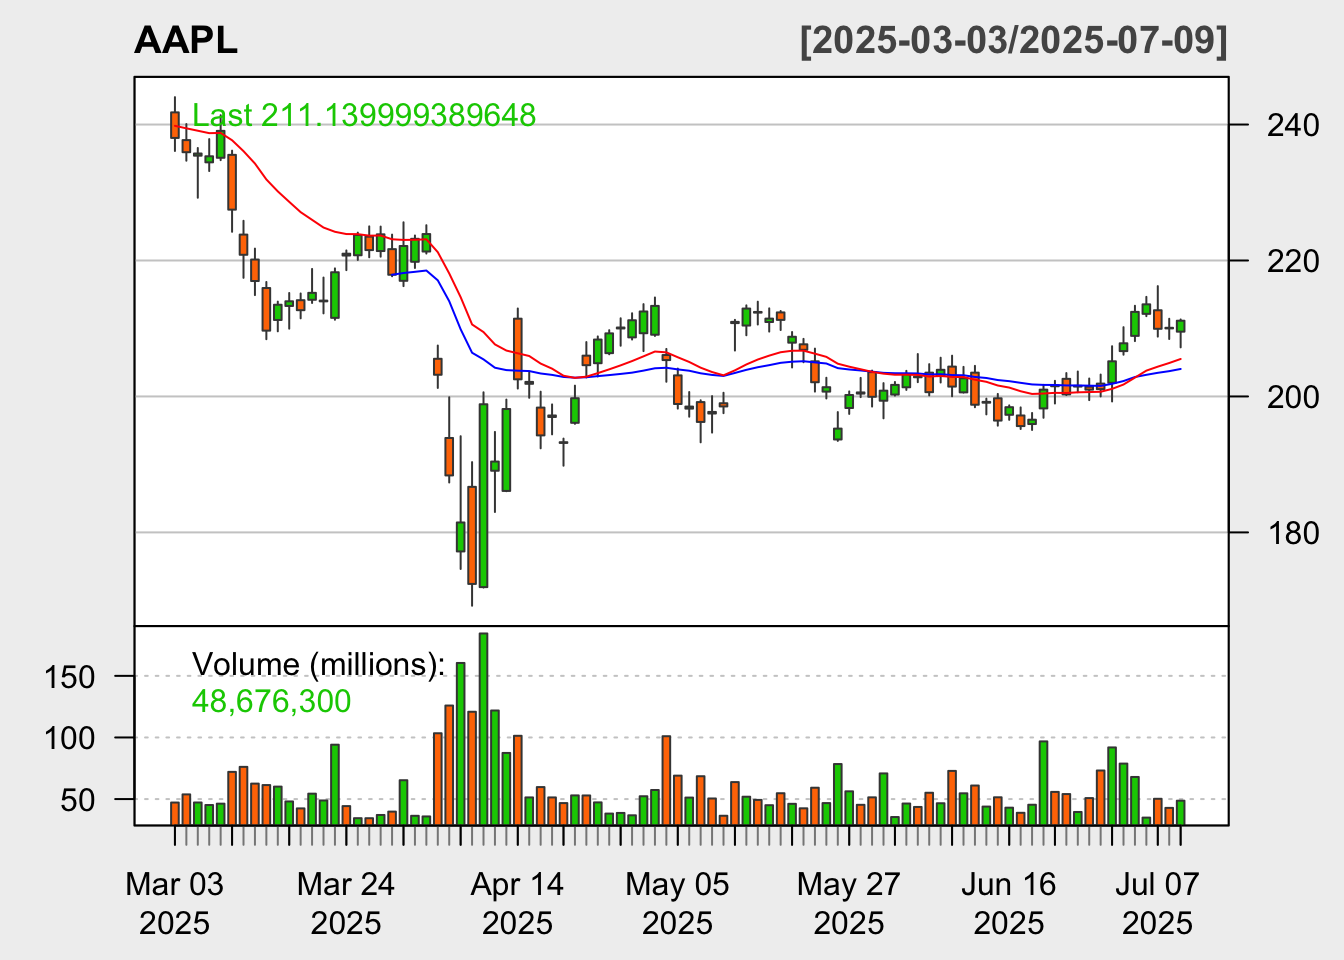 AAPL
[2025-03-03/2025-07-09]
Last 211.139999389648
240
220
200
180
Volume (millions):
48,676,300
150
100
50
Mar 03 2025
Mar 24 2025
Apr 14 2025
May 05 2025
May 27 2025
Jun 16 2025
Jul 07 2025